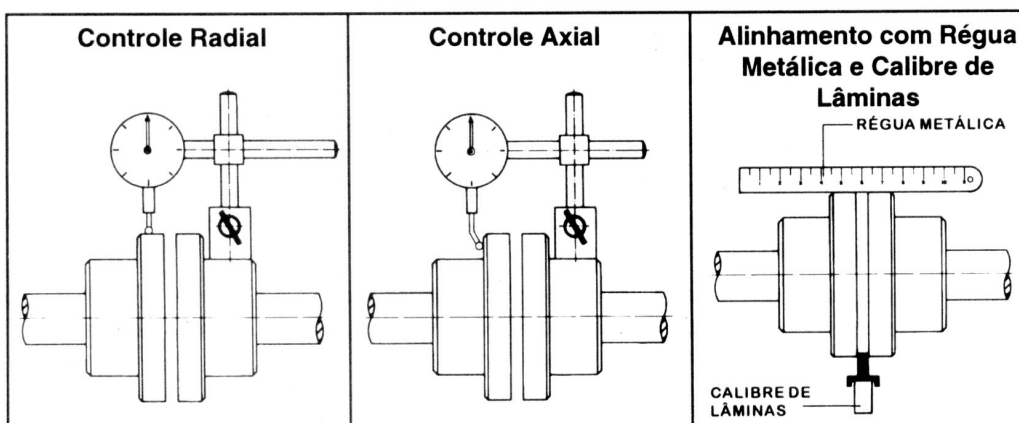 Controle Radial
Controle Axial
Alinhamento com Régua
Metálica e Calibre de
Lâminas
RÉGUA METÁLICA
CALIBRE DE
LÂMINAS